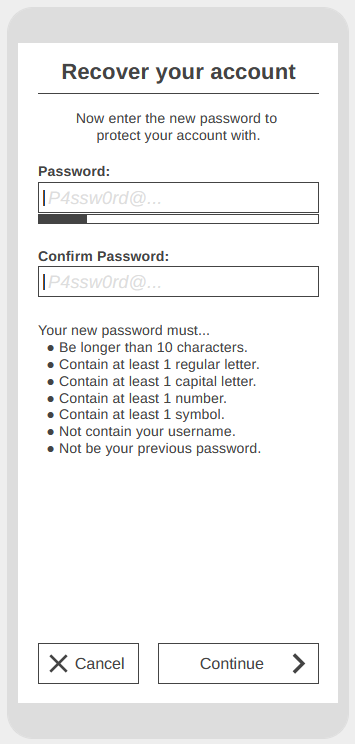 Recover your account
Now enter the new password to
protect your account with.
Password:
P4ssw0rd@...
Confirm Password:
P4ssw0rd@...
Your new password must...
● Be longer than 10 characters.
● Contain at least 1 regular letter.
● Contain at least 1 capital letter.
● Contain at least 1 number.
● Contain at least 1 symbol.
● Not contain your username.
● Not be your previous password.
Cancel
Continue